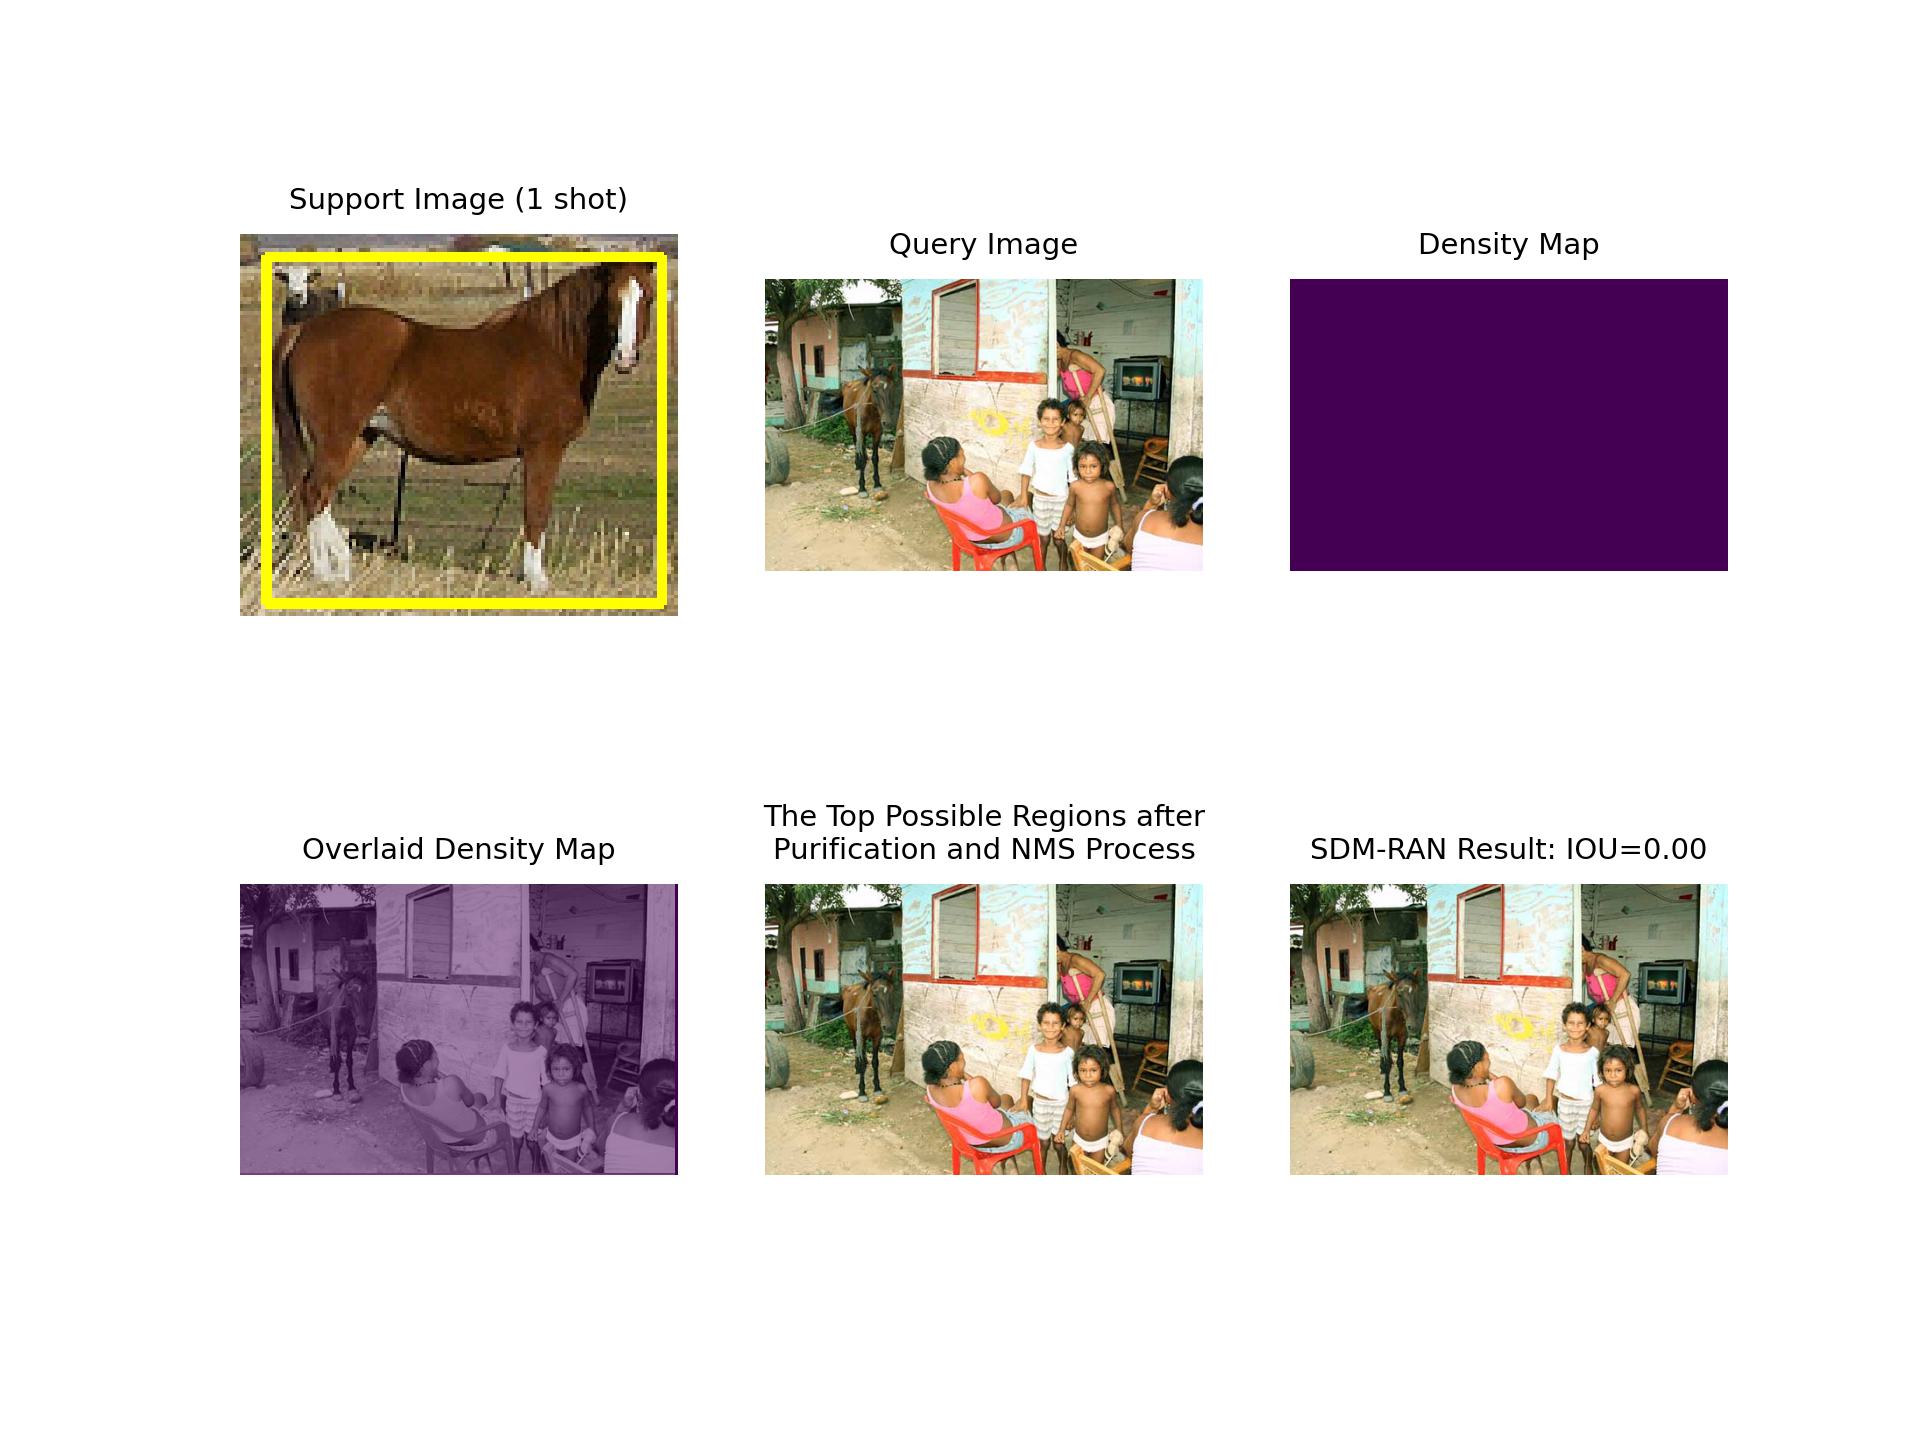 Support Image (1 shot)
Query Image
Density Map
Overlaid Density Map
The Top Possible Regions after
Purification and NMS Process
SDM-RAN Result: IOU=0.00